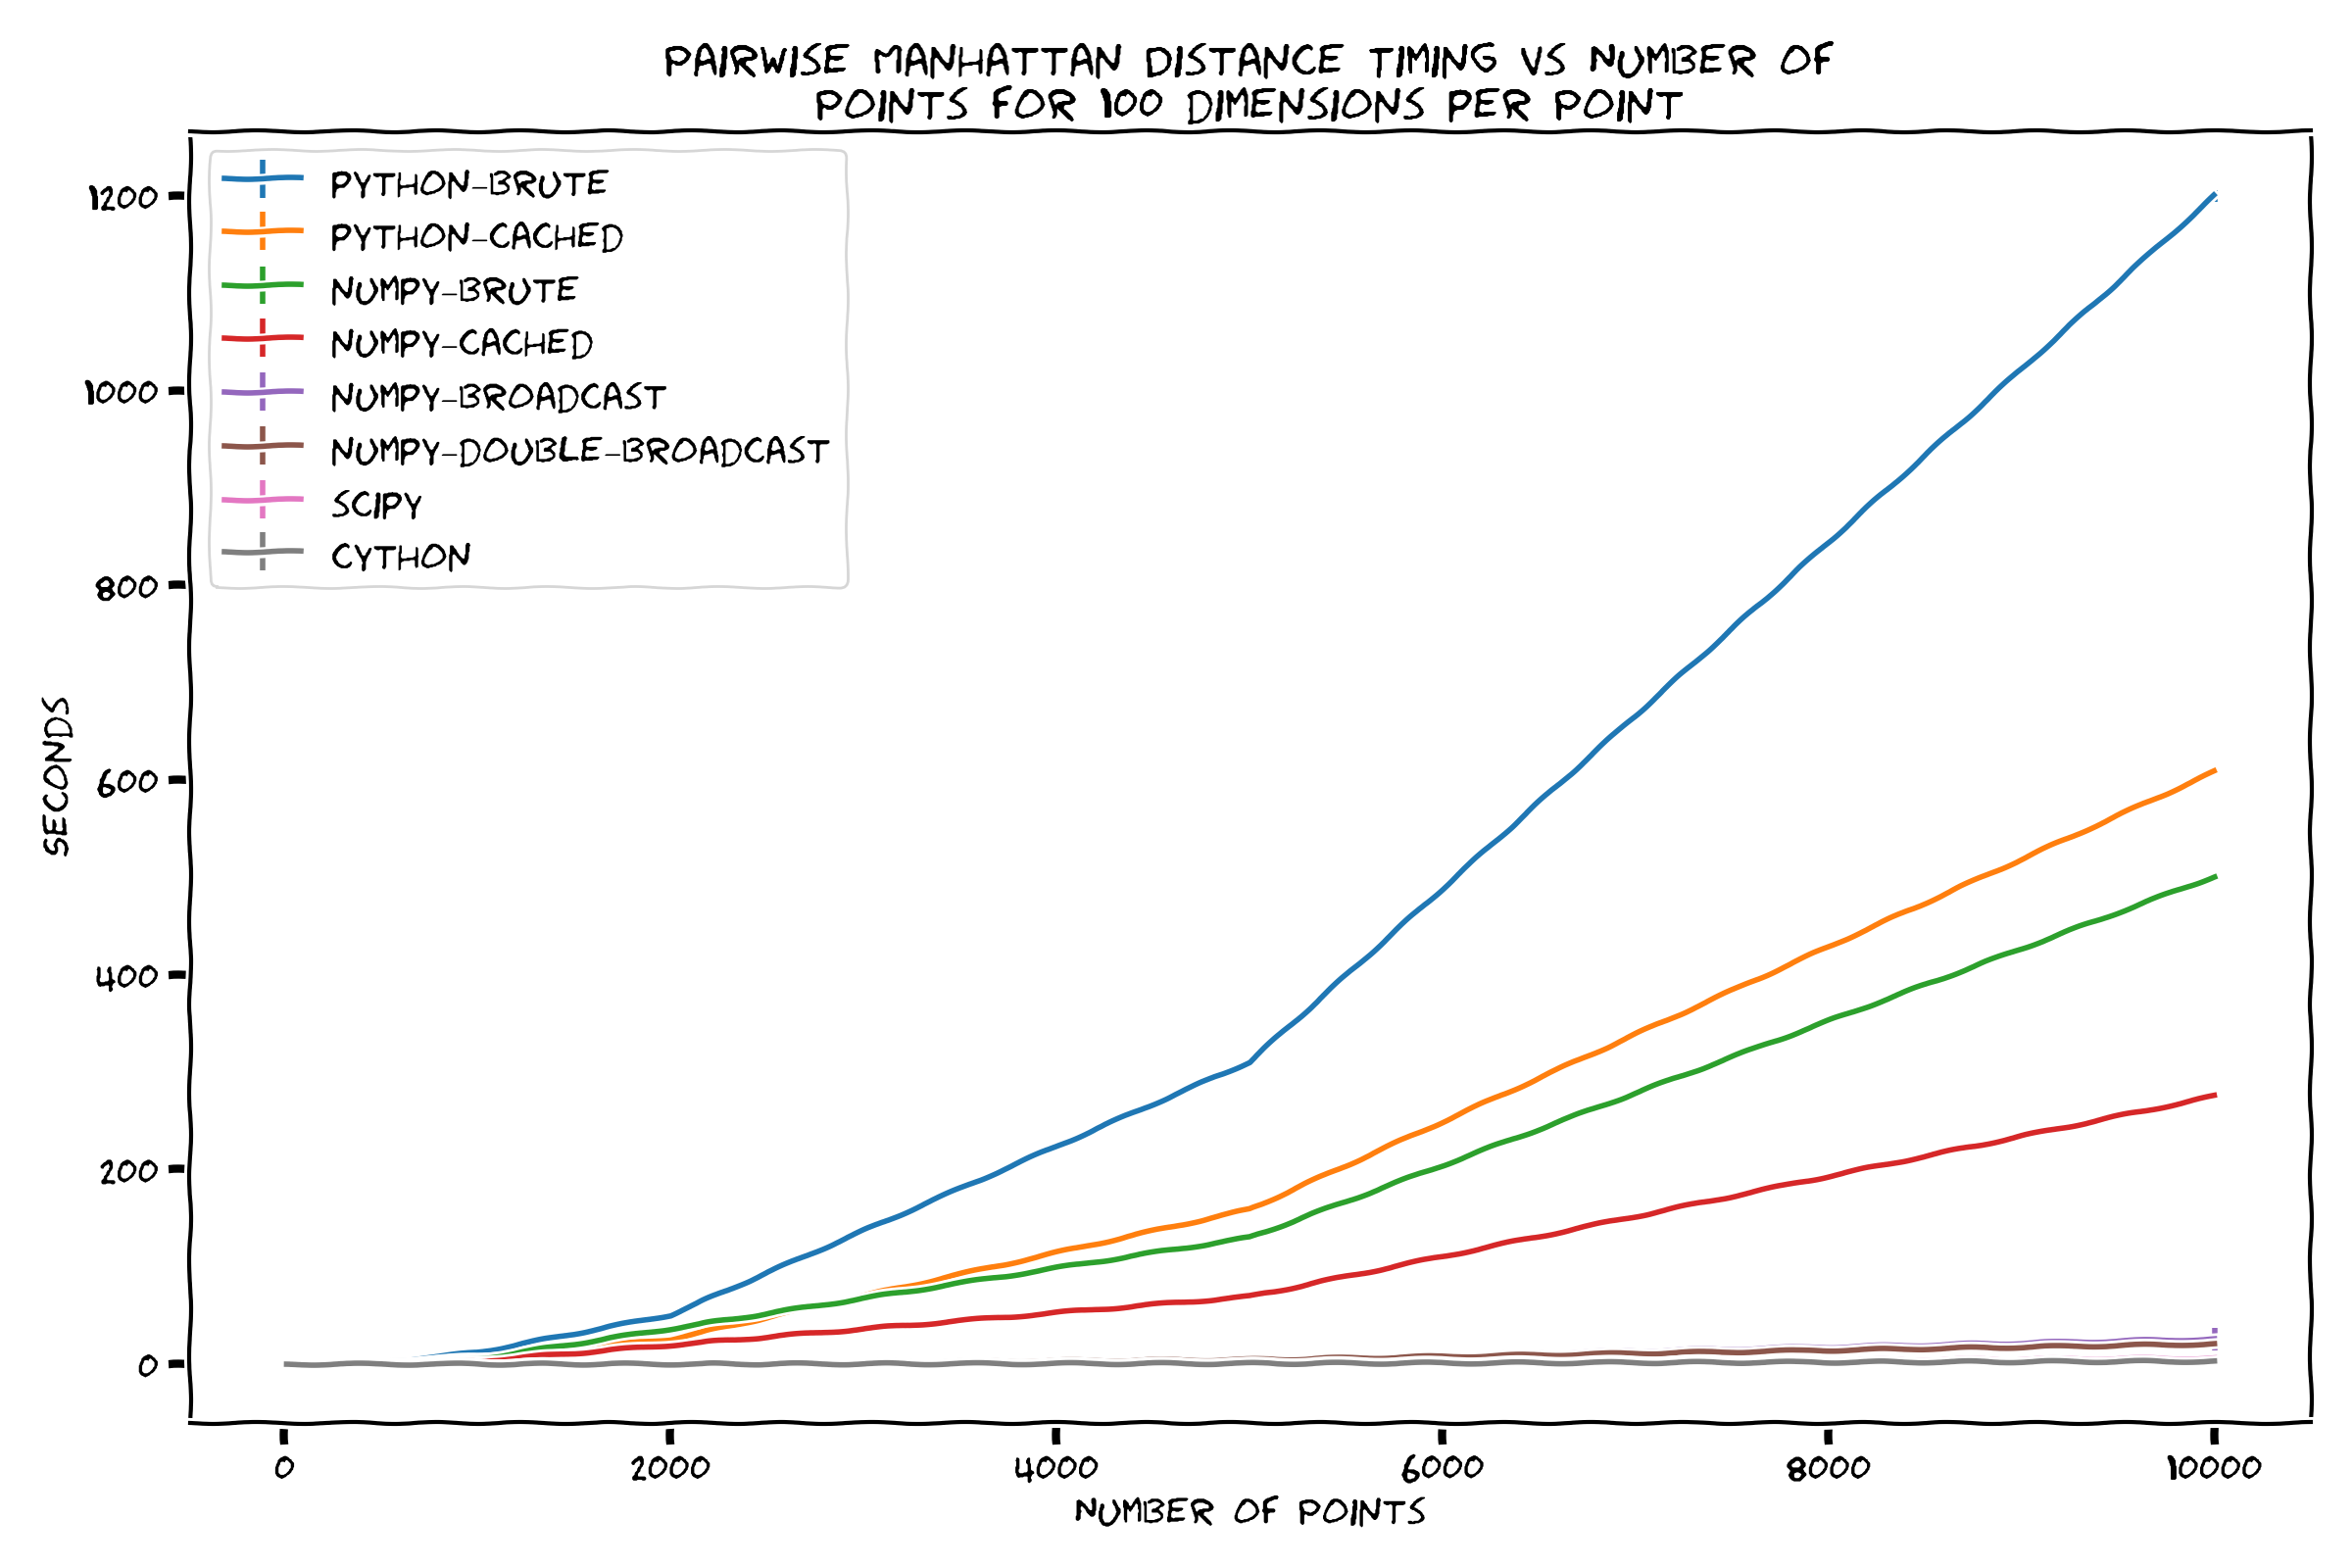 PAIRWISE MANHATTAN DISTANCE TIMING VS NUMBER OF
POINTS FOR 100 DIMENSIONS PER POINT
PYTHON-BRUTE
PYTHON-CACHED
NUMPY-BRUTE
NUMPY-CACHED
NUMPY-BROADCAST
NUMPY-DOUBLE-BROADCAST
SCIPY
CYTHON
1200
1000
800
600
400
200
0
SECONDS
0 2000 4000 6000 8000 10000
NUMBER OF POINTS